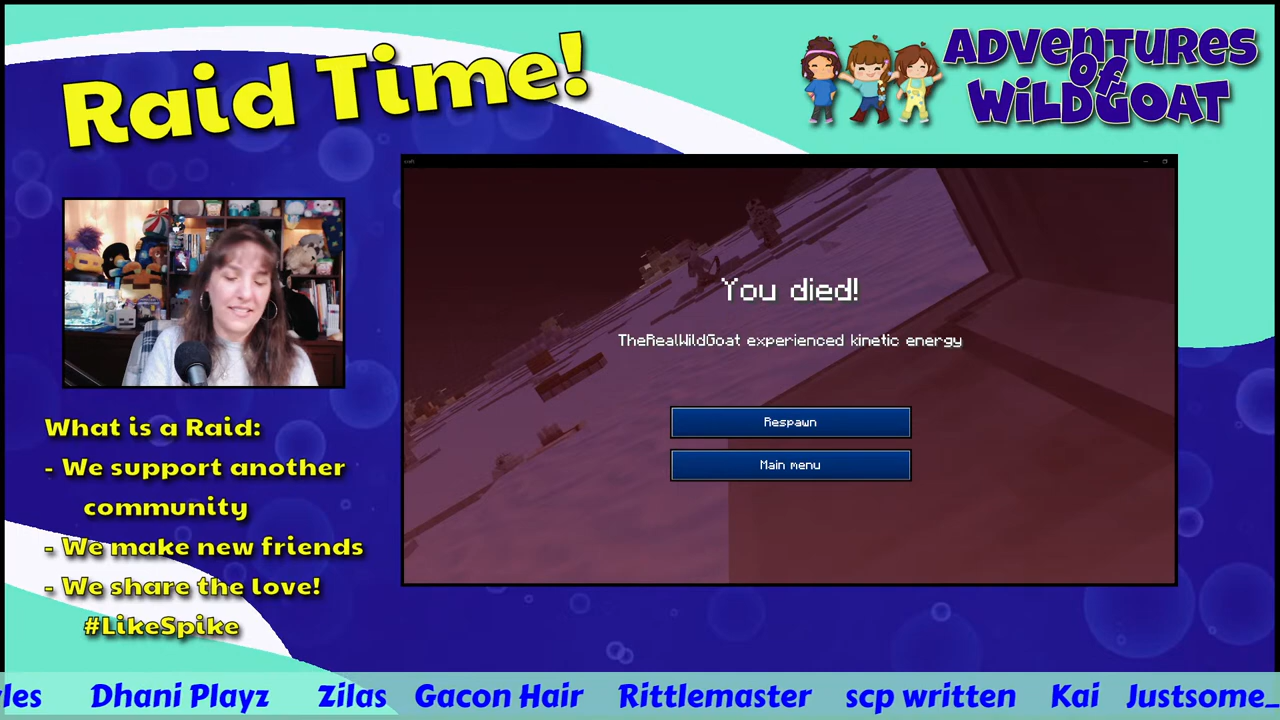 Raid Time!
ADVENTURES
of
WILDGOAT
You died!
TheRealWildGoat experienced kinetic energy
Respawn
Main menu
What is a Raid:
- We support another
community
- We make new friends
- We share the love!
#LikeSpike
Dhani Playz Zilas Gacon Hair Rittlemaster scp written Kai Justsome_